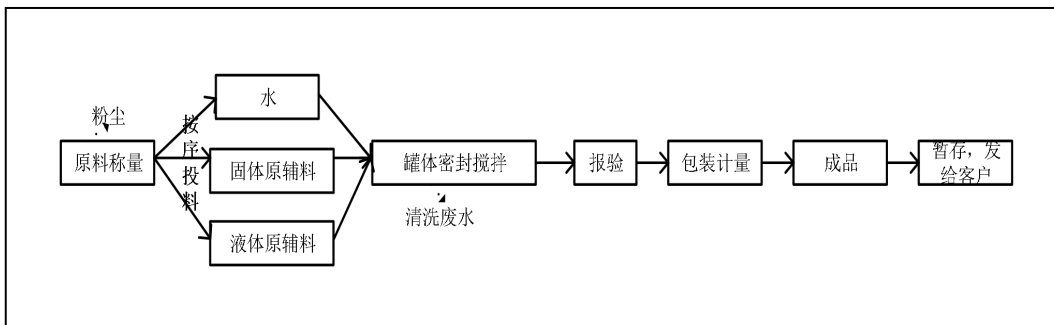 粉尘
原料称量
按序投料
水
固体原辅料
液体原辅料
罐体密封搅拌
清洗废水
报验
包装计量
成品
暂存，发
给客户